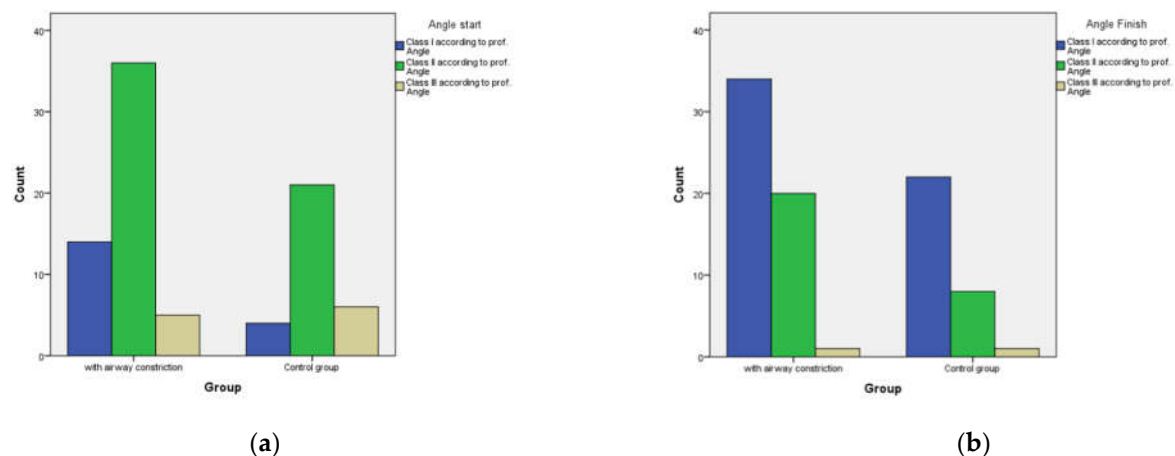 Angle start
Class I according to prof.
Angle
Class II according to prof.
Angle
Class III according to prof.
Angle
40
30
20
10
0
Count
with airway constriction
Control group
Group
(a)
Angle Finish
Class I according to prof.
Angle
Class II according to prof.
Angle
Class III according to prof.
Angle
40
30
20
10
0
Count
with airway constriction
Control group
Group
(b)